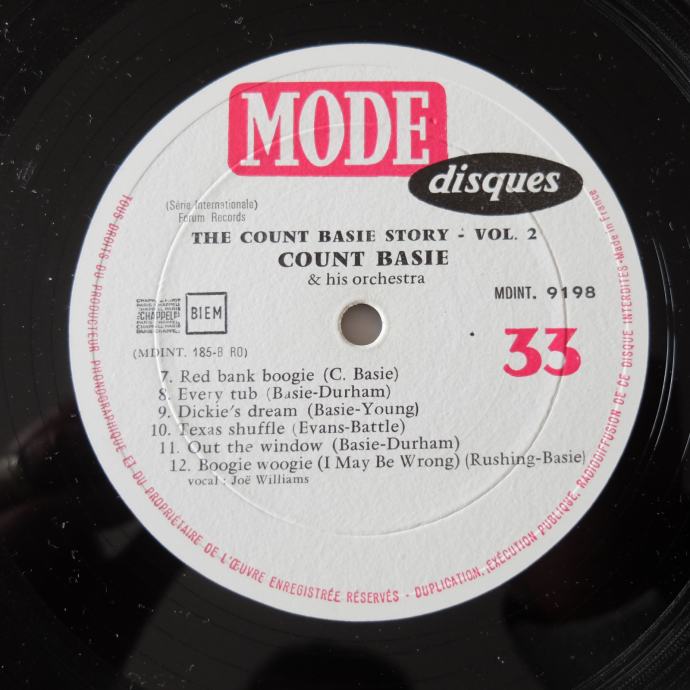 MODE
disques
(Série Internationale)
Forum Records
THE COUNT BASIE STORY - VOL. 2
COUNT BASIE
& his orchestra
CHAPPELL
BIEM
MDINT. 9198
(MDINT. 185-B RO)
33
7. Red bank boogie (C. Basie)
8. Every tub (Basie-Durham)
9. Dickie's dream (Basie-Young)
10. Texas shuffle (Evans-Battle)
11. Out the window (Basie-Durham)
12. Boogie woogie (I May Be Wrong) (Rushing-Basie)
vocal : Joë Williams
TOUS DROITS DU PRODUCTEUR PHONOGRAPHIQUE ET DU PROPRIÉTAIRE DE L'ŒUVRE ENREGISTRÉE RÉSERVÉS - DUPLICATION, EXÉCUTION PUBLIQUE, RADIODIFFUSION DE CE DISQUE INTERDITES • Made in France